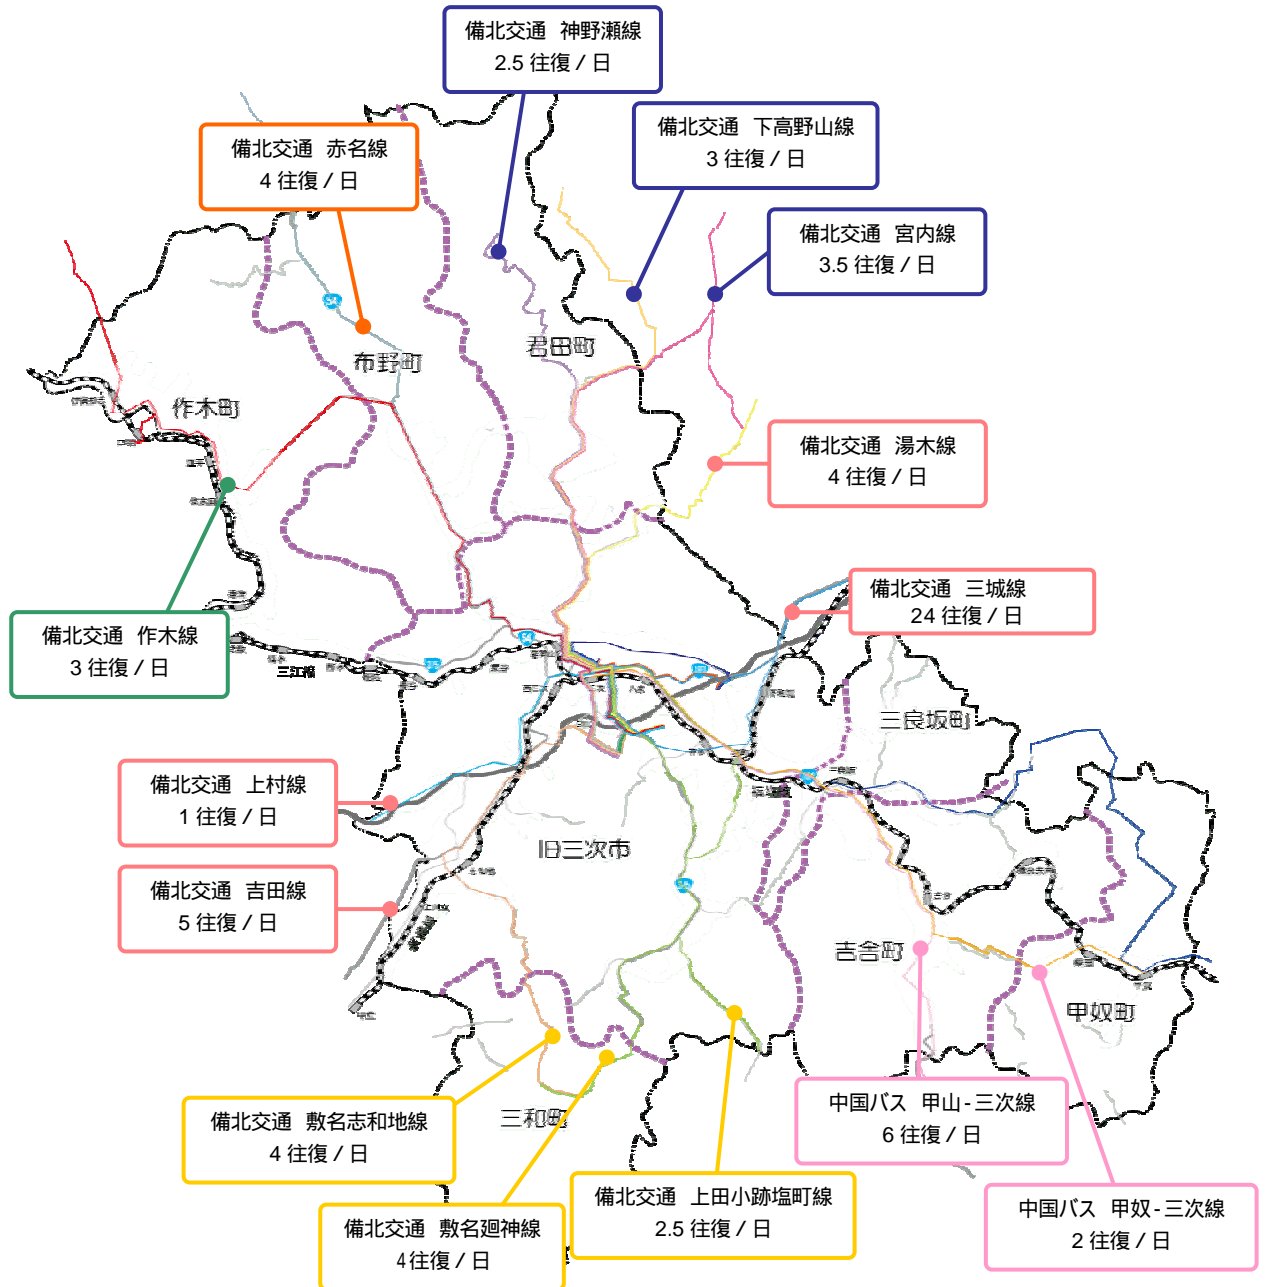 備北交通 神野瀬線
2.5 往復 / 日
備北交通 下高野山線
3 往復 / 日
備北交通 赤名線
4 往復 / 日
備北交通 宮内線
3.5 往復 / 日
54
布野町
君田町
作木町
備北交通 湯木線
4 往復 / 日
備北交通 三城線
24 往復 / 日
備北交通 作木線
3 往復 / 日
54
三江線
三良坂町
備北交通 上村線
1 往復 / 日
旧三次市
備北交通 吉田線
5 往復 / 日
吉舎町
甲奴町
三和町
備北交通 敷名志和地線
4 往復 / 日
中国バス 甲山-三次線
6 往復 / 日
備北交通 上田小跡塩町線
2.5 往復 / 日
中国バス 甲奴-三次線
2 往復 / 日
備北交通 敷名廻神線
4往復 / 日